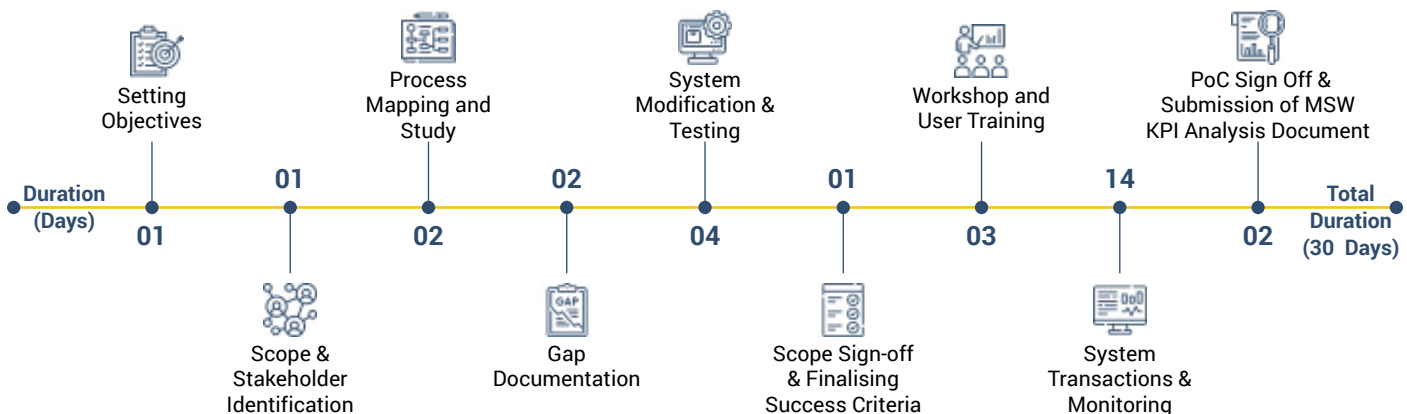 Setting
Objectives
Process
Mapping and
Study
System
Modification &
Testing
Workshop and
User Training
PoC Sign Off &
Submission of MSW
KPI Analysis Document
Duration
(Days)
01
01
02
02
04
01
03
14
02
Total
Duration
(30 Days)
Scope &
Stakeholder
Identification
GAP
Gap
Documentation
Scope Sign-off
& Finalising
Success Criteria
System
Transactions &
Monitoring